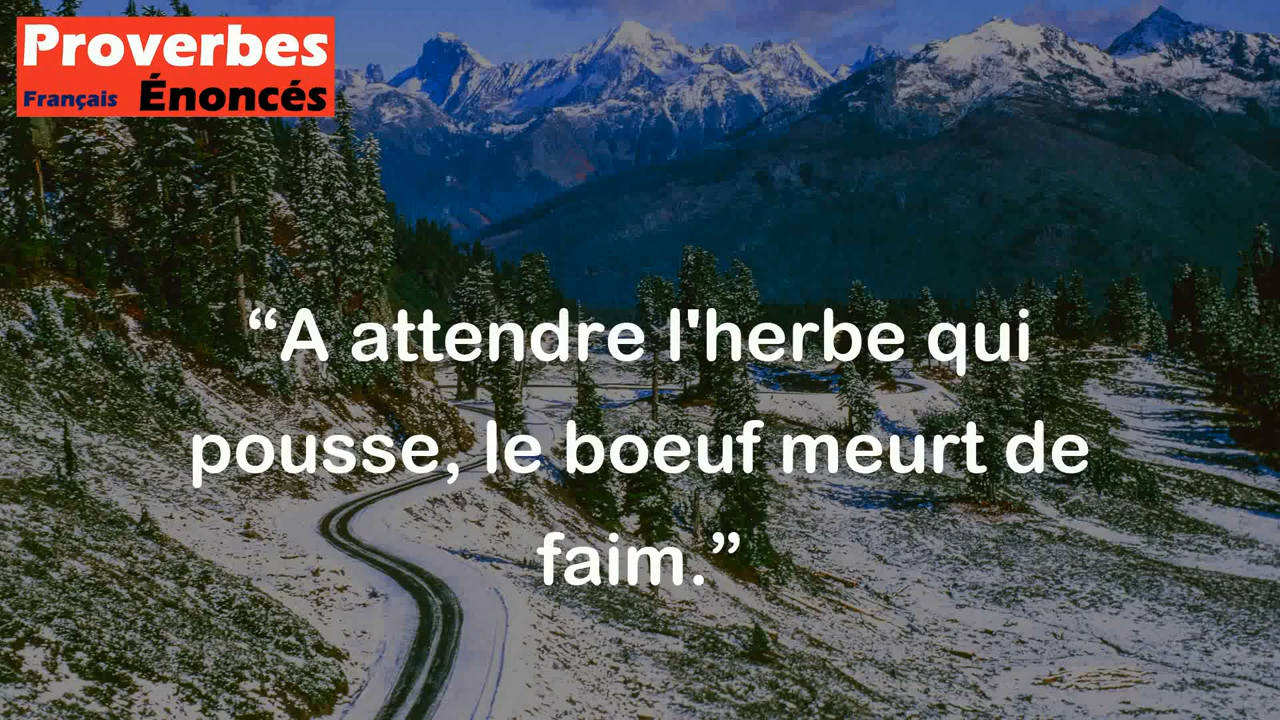 Proverbes
Français Énoncés
“A attendre l'herbe qui
pousse, le boeuf meurt de
faim.”